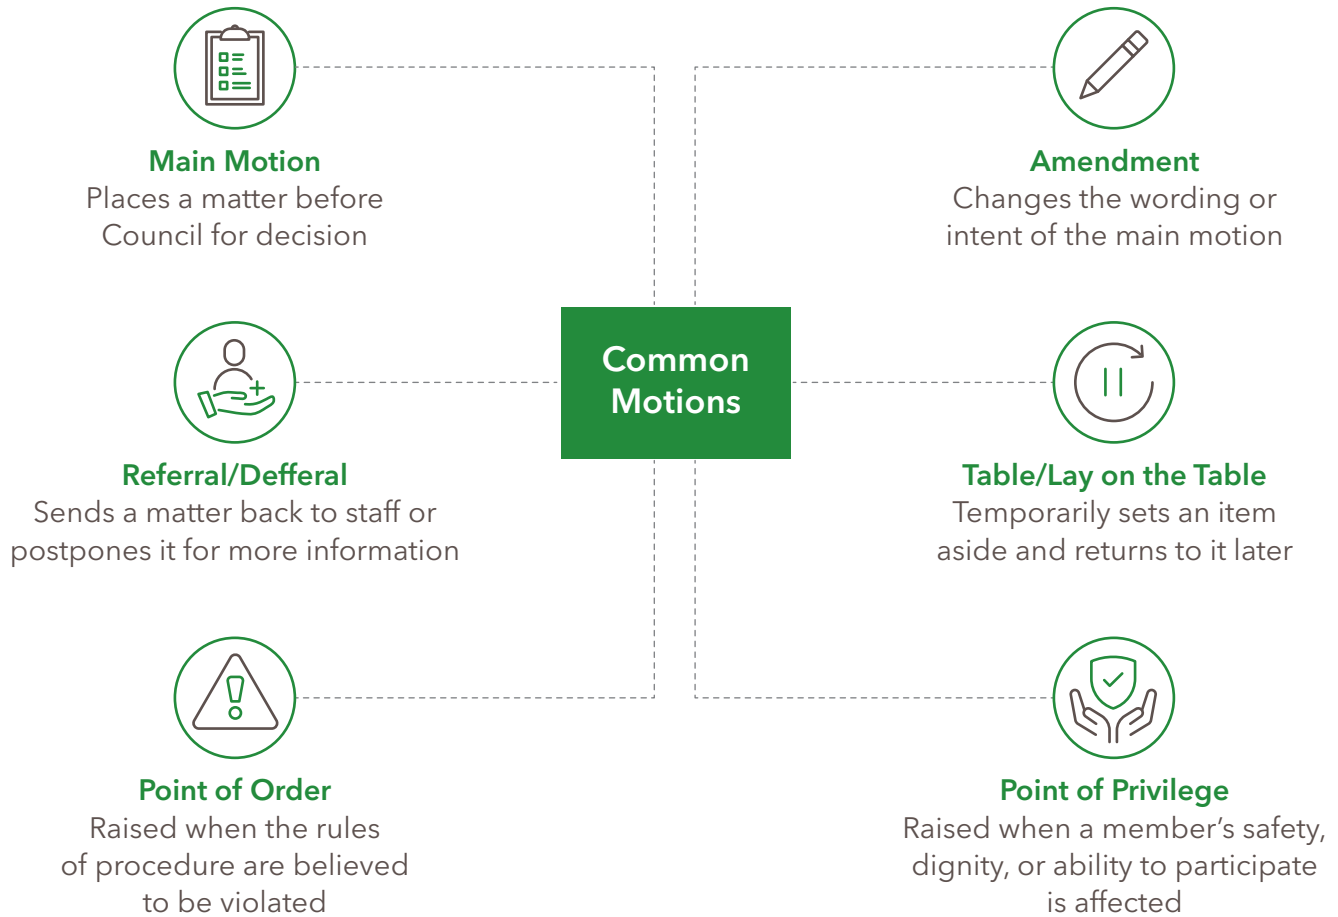 Main Motion
Places a matter before
Council for decision
Amendment
Changes the wording or
intent of the main motion
Common
Motions
Referral/Defferal
Sends a matter back to staff or
postpones it for more information
Table/Lay on the Table
Temporarily sets an item
aside and returns to it later
Point of Order
Raised when the rules
of procedure are believed
to be violated
Point of Privilege
Raised when a member’s safety,
dignity, or ability to participate
is affected